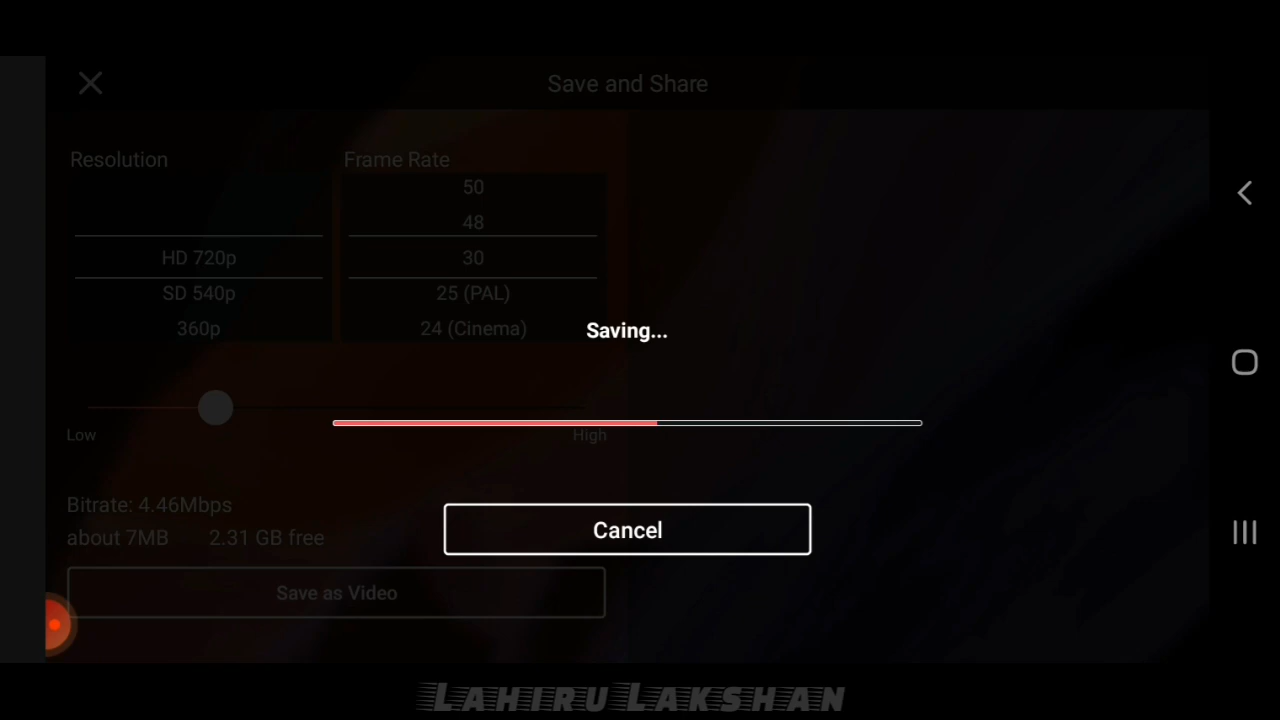 Save and Share
Resolution
Frame Rate
50
48
HD 720p
30
SD 540p
25 (PAL)
360p
24 (Cinema)
Saving...
Low
High
Bitrate: 4.46Mbps
about 7MB 2.31 GB free
Cancel
Save as Video
LAHIRU LAKSHAN